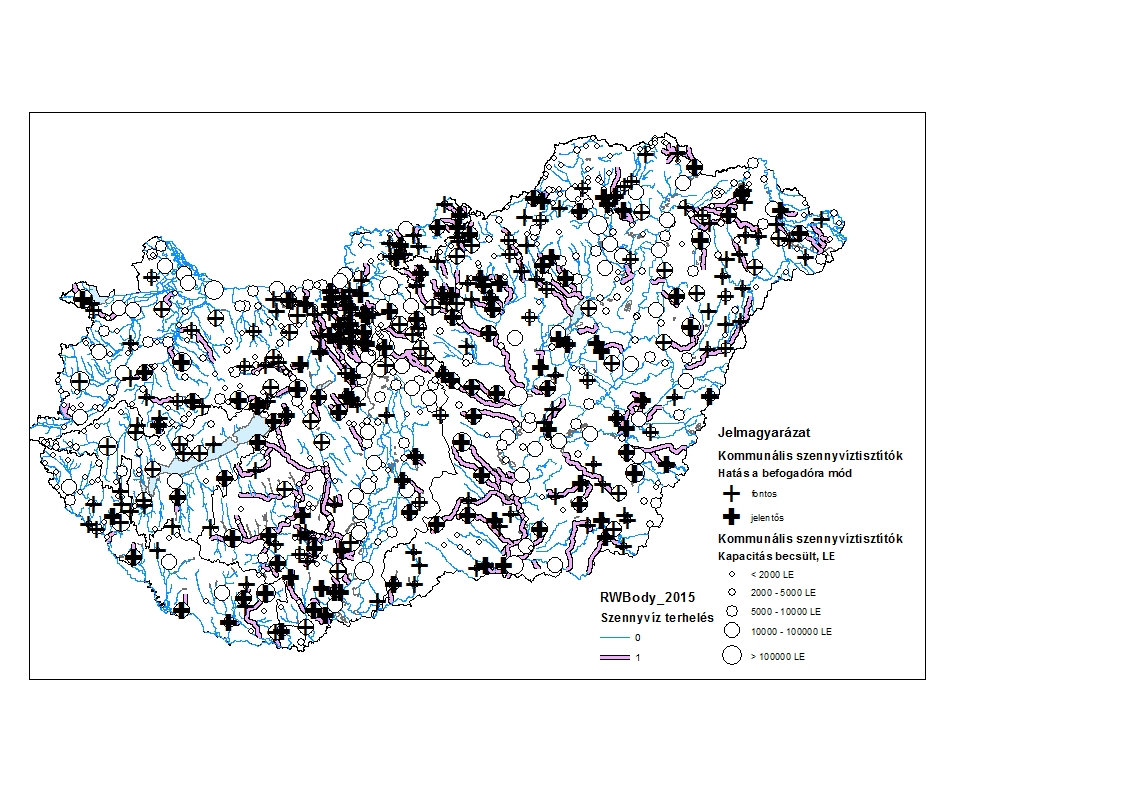 Jelmagyarázat
Kommunális szennyvíztisztítók
Hatás a befogadóra mód
fontos
jelentős
Kommunális szennyvíztisztítók
Kapacitás becsült, LE
< 2000 LE
2000 - 5000 LE
5000 - 10000 LE
10000 - 100000 LE
> 100000 LE
RWBody_2015
Szennyvíz terhelés
0
1